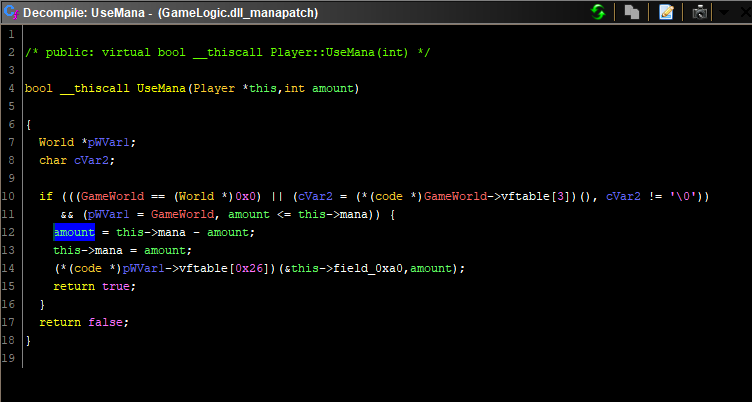 Decompile: UseMana - (GameLogic.dll_manapatch)
1
2 /* public: virtual bool __thiscall Player::UseMana(int) */
3
4 bool __thiscall UseMana(Player *this,int amount)
5
6 {
7   World *pWVar1;
8   char cVar2;
9
10   if (((GameWorld == (World *)0x0) || (cVar2 = (*(code *)GameWorld->vftable[3])(), cVar2 != '\0'))
11      && (pWVar1 = GameWorld, amount <= this->mana)) {
12     amount = this->mana - amount;
13     this->mana = amount;
14     (*(code *)pWVar1->vftable[0x26])(&this->field_0xa0,amount);
15     return true;
16   }
17   return false;
18 }
19